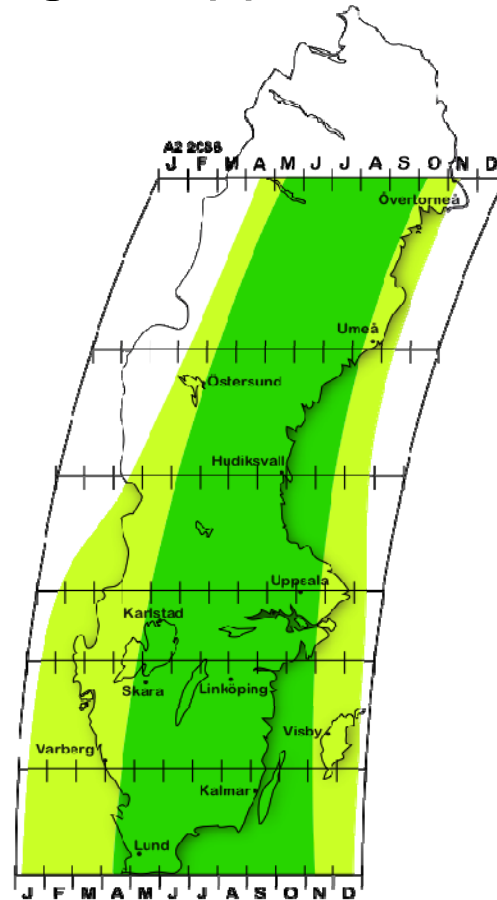 A2 2085
J F M A M J J A S O N D
Övertorneå
Umeå
Östersund
Hudiksvall
Uppsala
Karlstad
Skara
Linköping
Visby
Varberg
Kalmar
Lund
J F M A M J J A S O N D